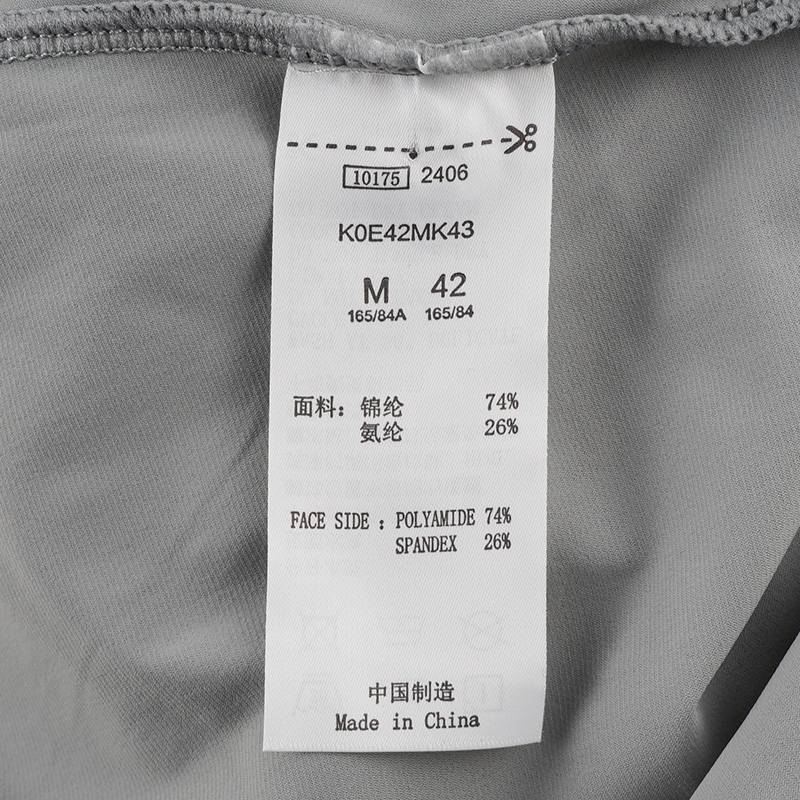 10175 2406
K0E42MK43
M 42
165/84A 165/84
面料：锦纶 74%
氨纶 26%
FACE SIDE : POLYAMIDE 74%
SPANDEX 26%
中国制造
Made in China